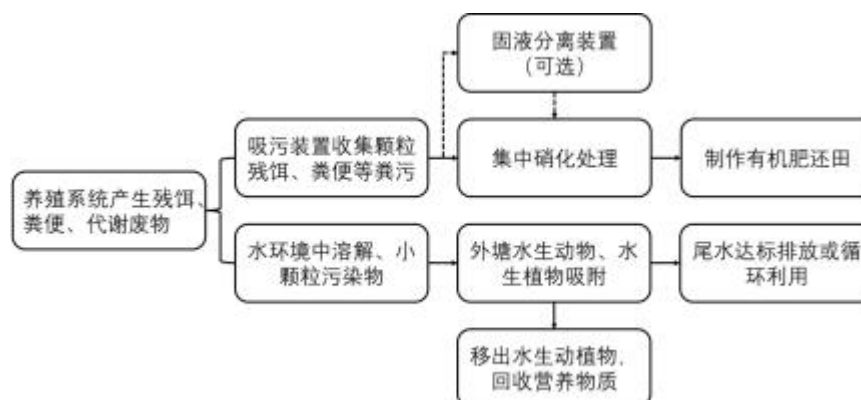 固液分离装置
(可选)
吸污装置收集颗粒
残饵、粪便等粪污
集中硝化处理
制作有机肥还田
养殖系统产生残饵、
粪便、代谢废物
水环境中溶解、小
颗粒污染物
外塘水生动物、水
生植物吸附
尾水达标排放或循
环利用
移出水生动植物,
回收营养物质